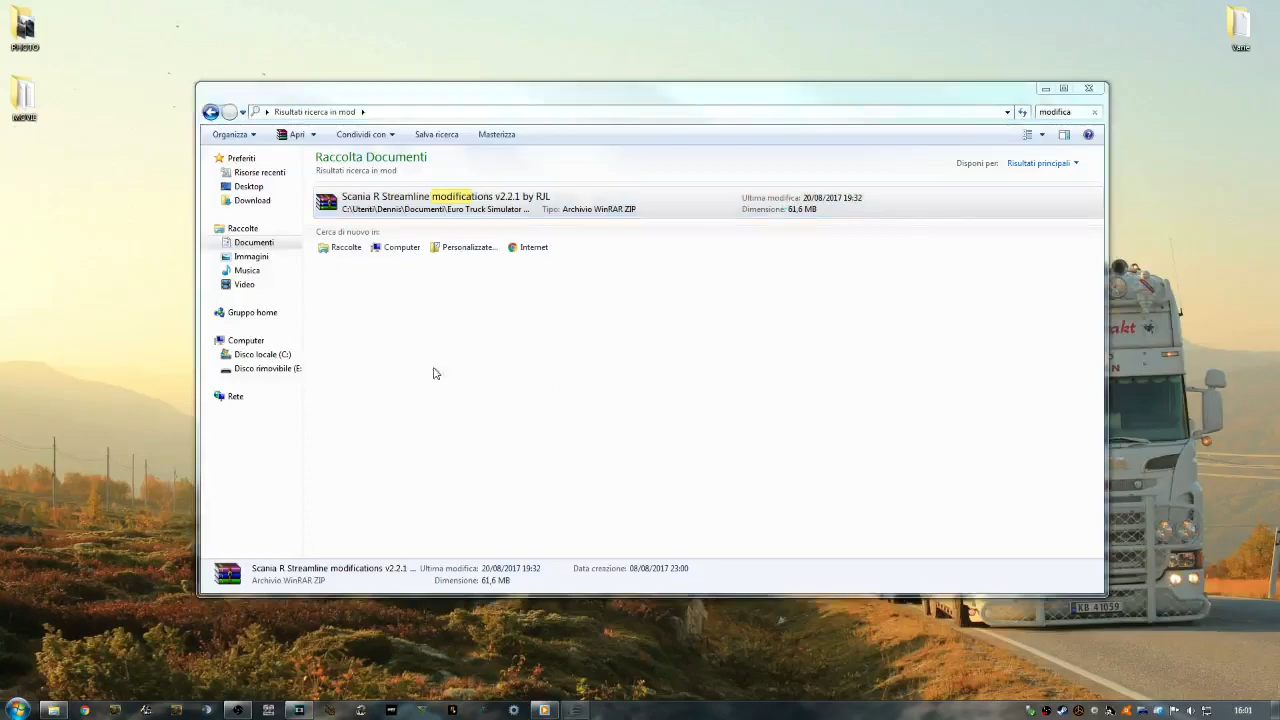 PHOTO
MOVIE
Varie
Risultati ricerca in mod
modifica
Organizza
Apri
Condividi con
Salva ricerca
Masterizza
Preferiti
Risorse recenti
Desktop
Download
Raccolte
Documenti
Immagini
Musica
Video
Gruppo home
Computer
Disco locale (C:)
Disco rimovibile (E:
Rete
Raccolta Documenti
Risultati ricerca in mod
Disponi per: Risultati principali
Scania R Streamline modifications v2.2.1 by RJL
C:\Utenti\Dennis\Documenti\Euro Truck Simulator ... Tipo: Archivio WinRAR ZIP
Ultima modifica: 20/08/2017 19:32
Dimensione: 61,6 MB
Cerca di nuovo in:
Raccolte Computer Personalizzate... Internet
Scania R Streamline modifications v2.2.1 ... Ultima modifica: 20/08/2017 19:32 Data creazione: 08/08/2017 23:00
Archivio WinRAR ZIP Dimensione: 61,6 MB
akt
N
KB 41059
16:01